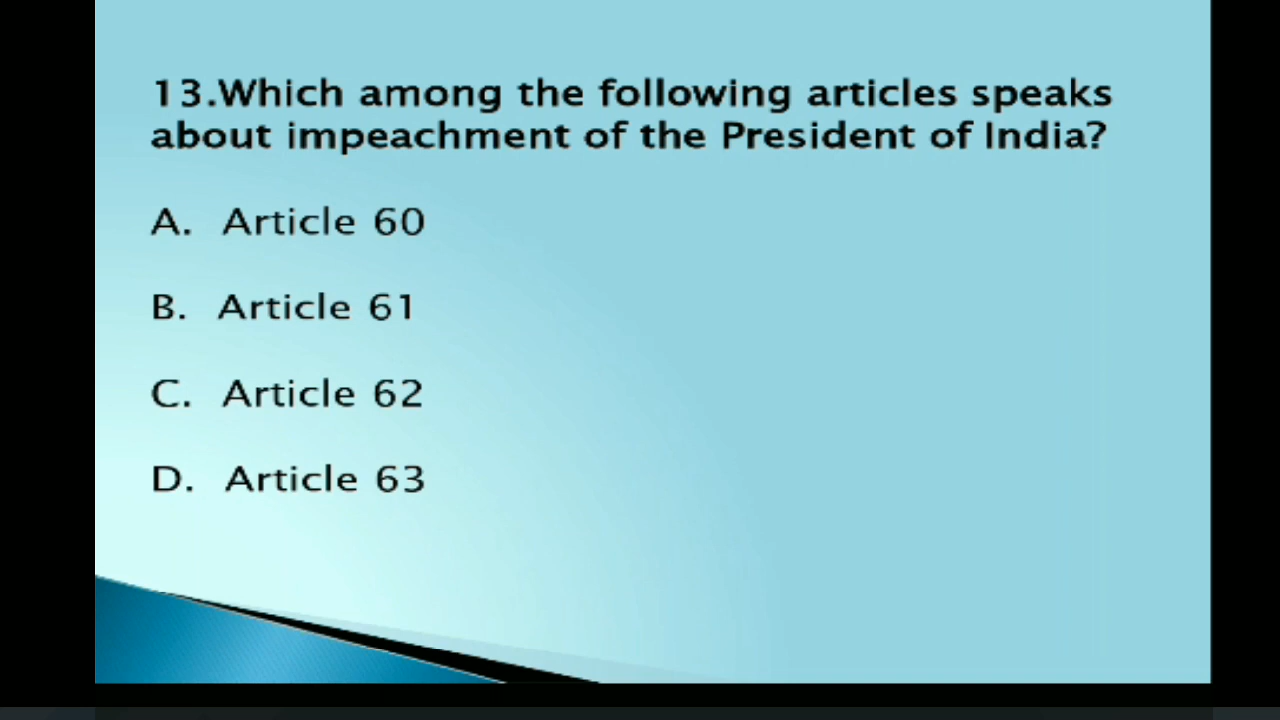 13.Which among the following articles speaks
about impeachment of the President of India?
A. Article 60
B. Article 61
C. Article 62
D. Article 63